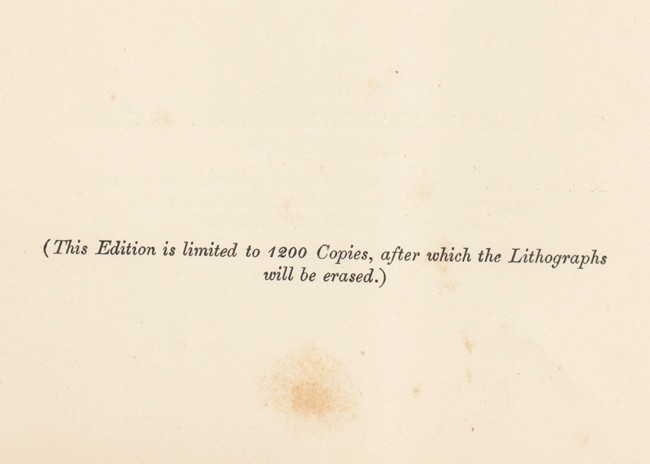 (This Edition is limited to 1200 Copies, after which the Lithographs
will be erased.)